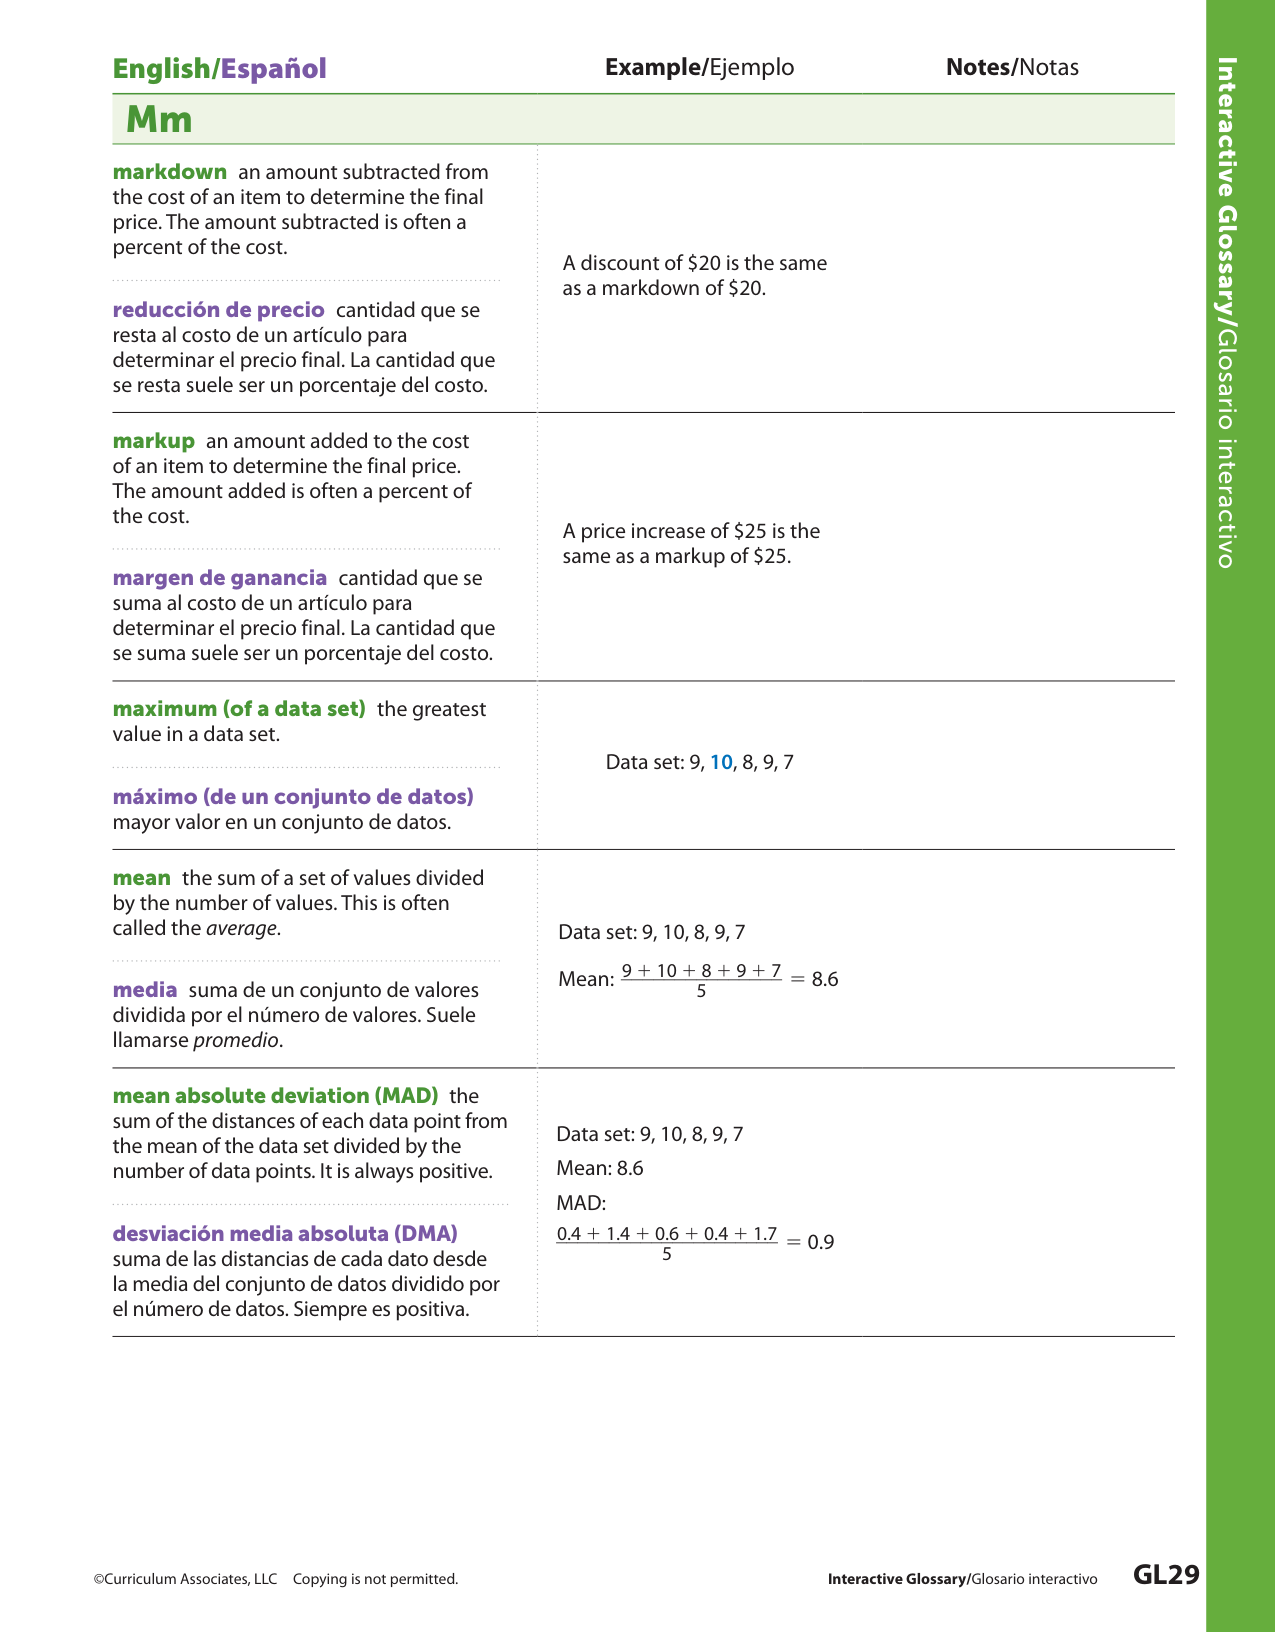 English/Español
Example/Ejemplo
Notes/Notas
Mm
markdown an amount subtracted from
the cost of an item to determine the final
price. The amount subtracted is often a
percent of the cost.
reducción de precio cantidad que se
resta al costo de un artículo para
determinar el precio final. La cantidad que
se resta suele ser un porcentaje del costo.
A discount of $20 is the same
as a markdown of $20.
markup an amount added to the cost
of an item to determine the final price.
The amount added is often a percent of
the cost.
margen de ganancia cantidad que se
suma al costo de un artículo para
determinar el precio final. La cantidad que
se suma suele ser un porcentaje del costo.
A price increase of $25 is the
same as a markup of $25.
maximum (of a data set) the greatest
value in a data set.
máximo (de un conjunto de datos)
mayor valor en un conjunto de datos.
Data set: 9, 10, 8, 9, 7
mean the sum of a set of values divided
by the number of values. This is often
called the average.
media suma de un conjunto de valores
dividida por el número de valores. Suele
llamarse promedio.
Data set: 9, 10, 8, 9, 7
Mean: 9 + 10 + 8 + 9 + 7 = 8.6
5
mean absolute deviation (MAD) the
sum of the distances of each data point from
the mean of the data set divided by the
number of data points. It is always positive.
desviación media absoluta (DMA)
suma de las distancias de cada dato desde
la media del conjunto de datos dividido por
el número de datos. Siempre es positiva.
Data set: 9, 10, 8, 9, 7
Mean: 8.6
MAD:
0.4 + 1.4 + 0.6 + 0.4 + 1.7 = 0.9
5
Interactive Glossary/Glosario interactivo
©Curriculum Associates, LLC Copying is not permitted.
Interactive Glossary/Glosario interactivo
GL29